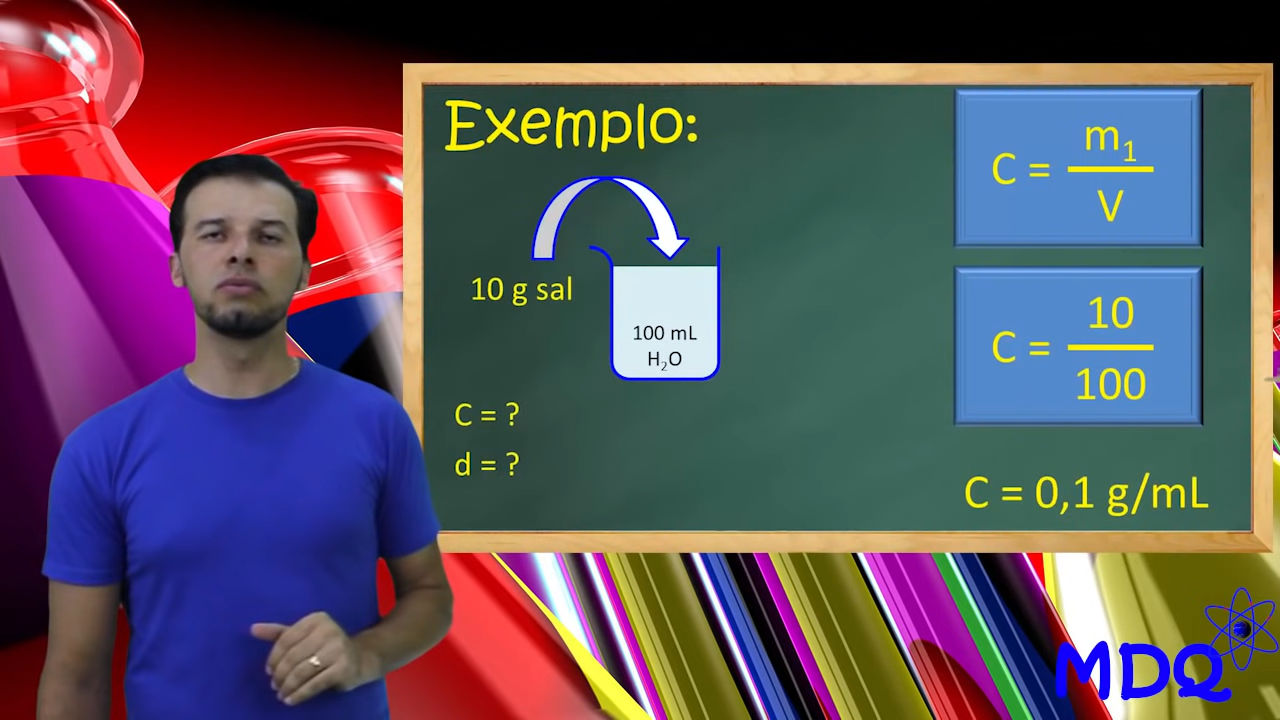 Exemplo:
10 g sal
100 mL
H₂O
C = ?
d = ?
C = m₁
V
C = 10
100
C = 0,1 g/mL
MDQ